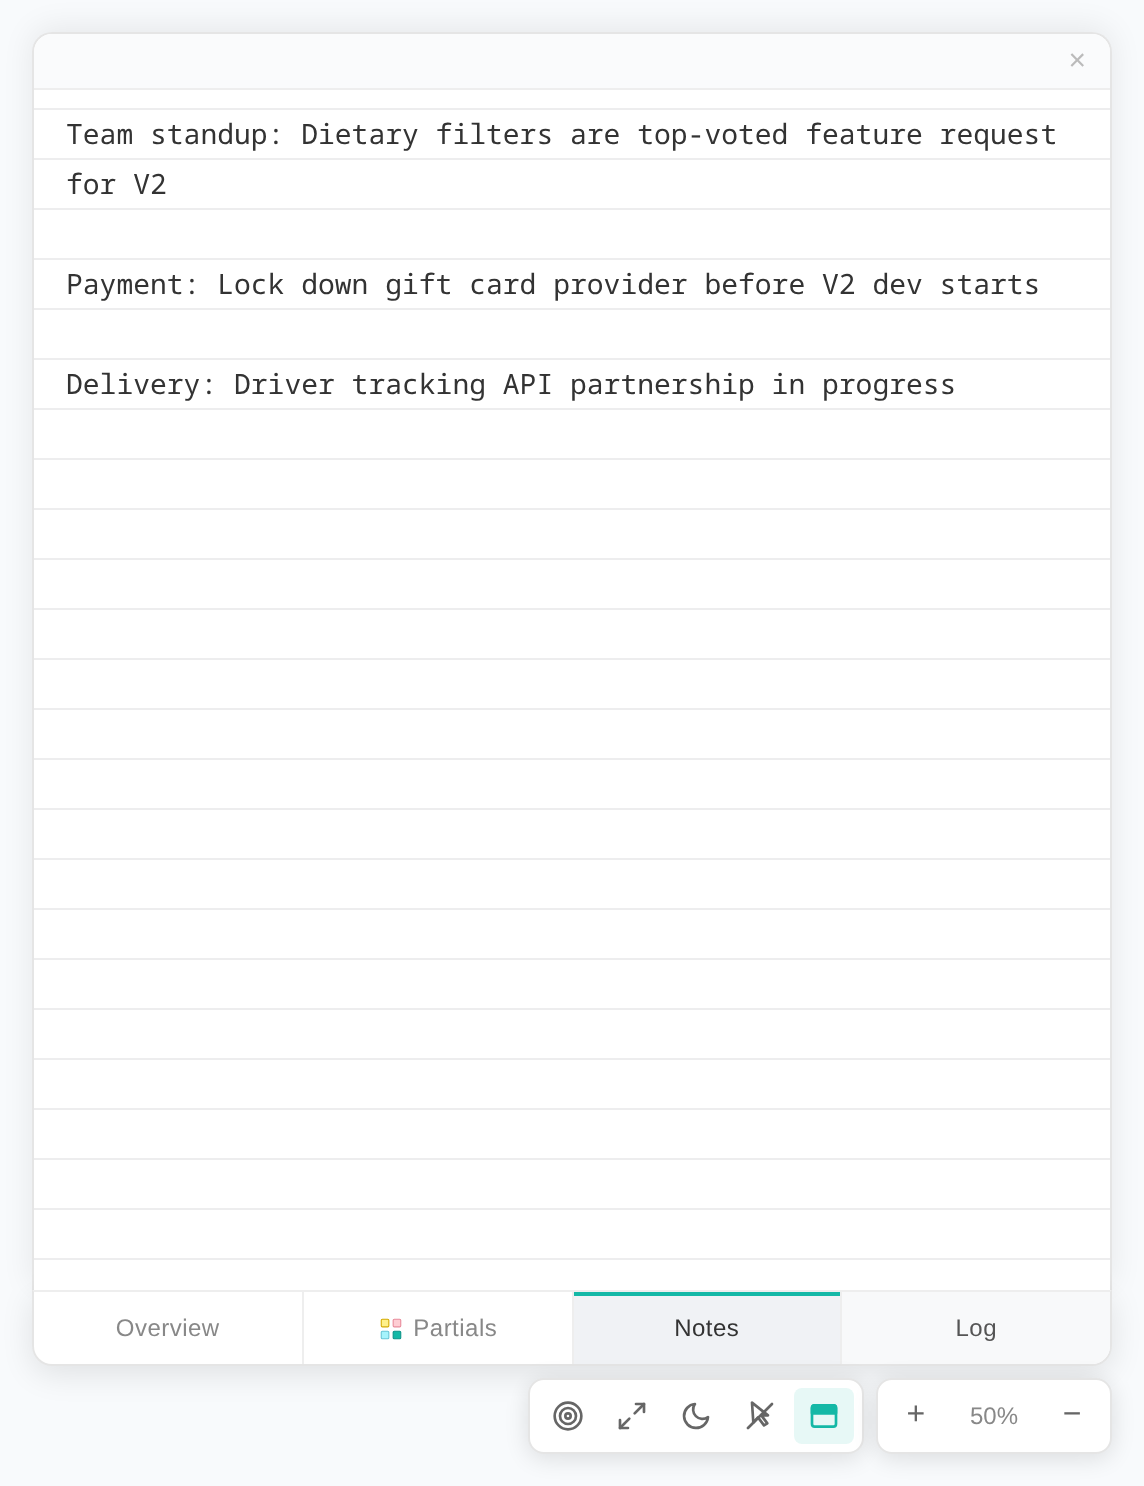 ×
Team standup: Dietary filters are top-voted feature request
for V2
Payment: Lock down gift card provider before V2 dev starts
Delivery: Driver tracking API partnership in progress
Overview
Partials
Notes
Log
+ 50% −